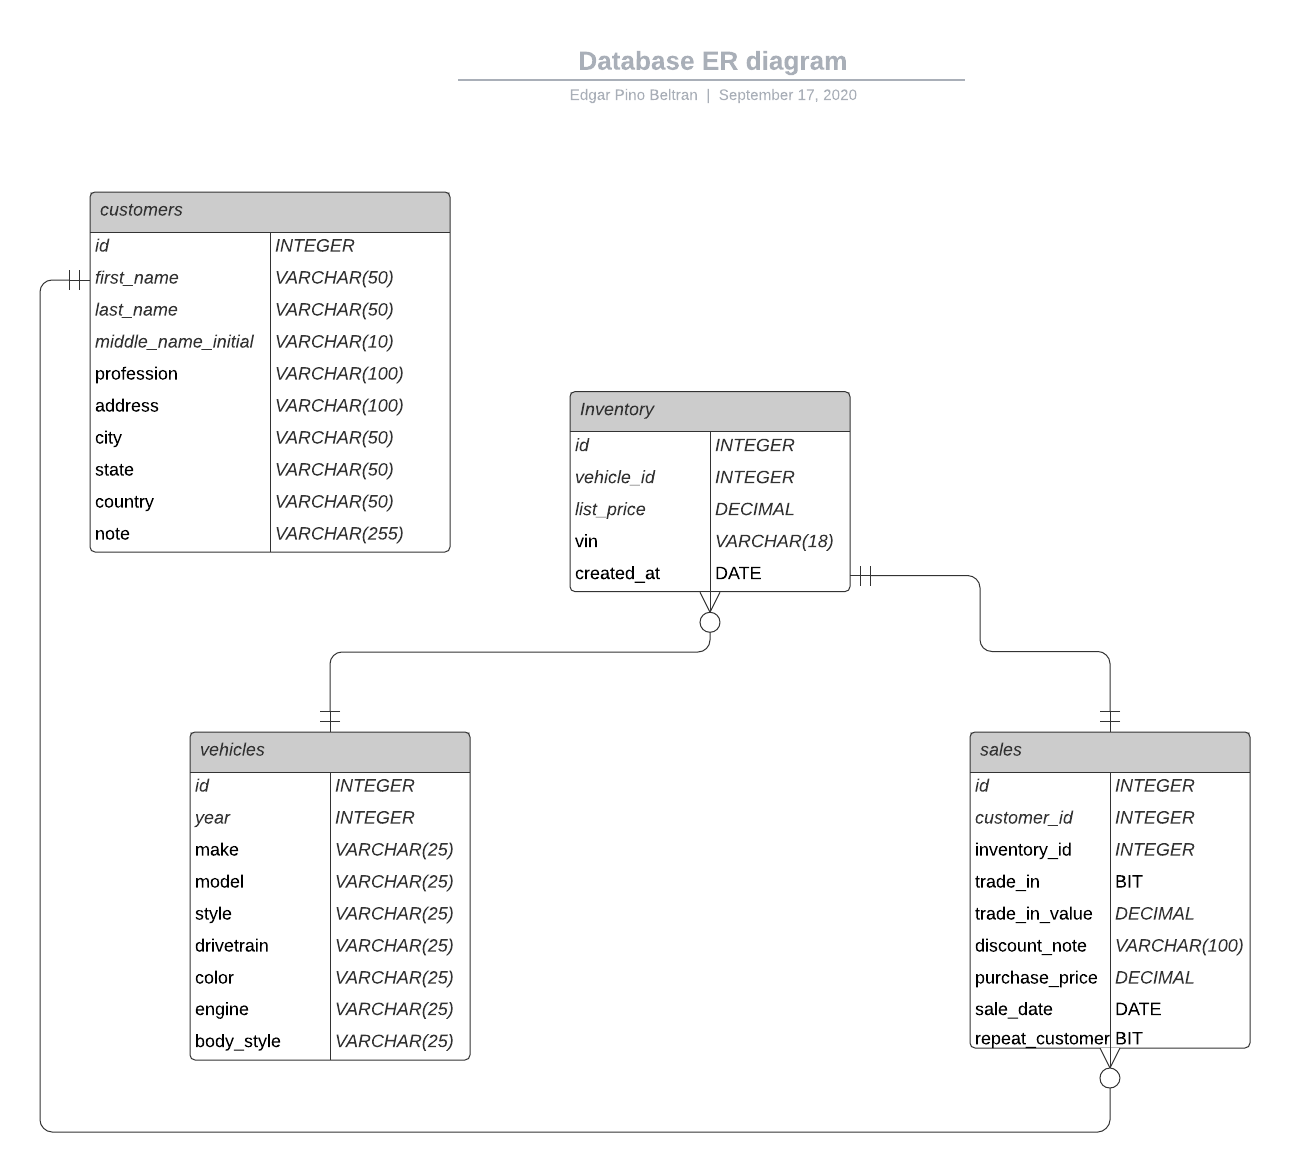 Database ER diagram
Edgar Pino Beltran | September 17, 2020
customers
id INTEGER
first_name VARCHAR(50)
last_name VARCHAR(50)
middle_name_initial VARCHAR(10)
profession VARCHAR(100)
address VARCHAR(100)
city VARCHAR(50)
state VARCHAR(50)
country VARCHAR(50)
note VARCHAR(255)
Inventory
id INTEGER
vehicle_id INTEGER
list_price DECIMAL
vin VARCHAR(18)
created_at DATE
vehicles
id INTEGER
year INTEGER
make VARCHAR(25)
model VARCHAR(25)
style VARCHAR(25)
drivetrain VARCHAR(25)
color VARCHAR(25)
engine VARCHAR(25)
body_style VARCHAR(25)
sales
id INTEGER
customer_id INTEGER
inventory_id INTEGER
trade_in BIT
trade_in_value DECIMAL
discount_note VARCHAR(100)
purchase_price DECIMAL
sale_date DATE
repeat_customer BIT